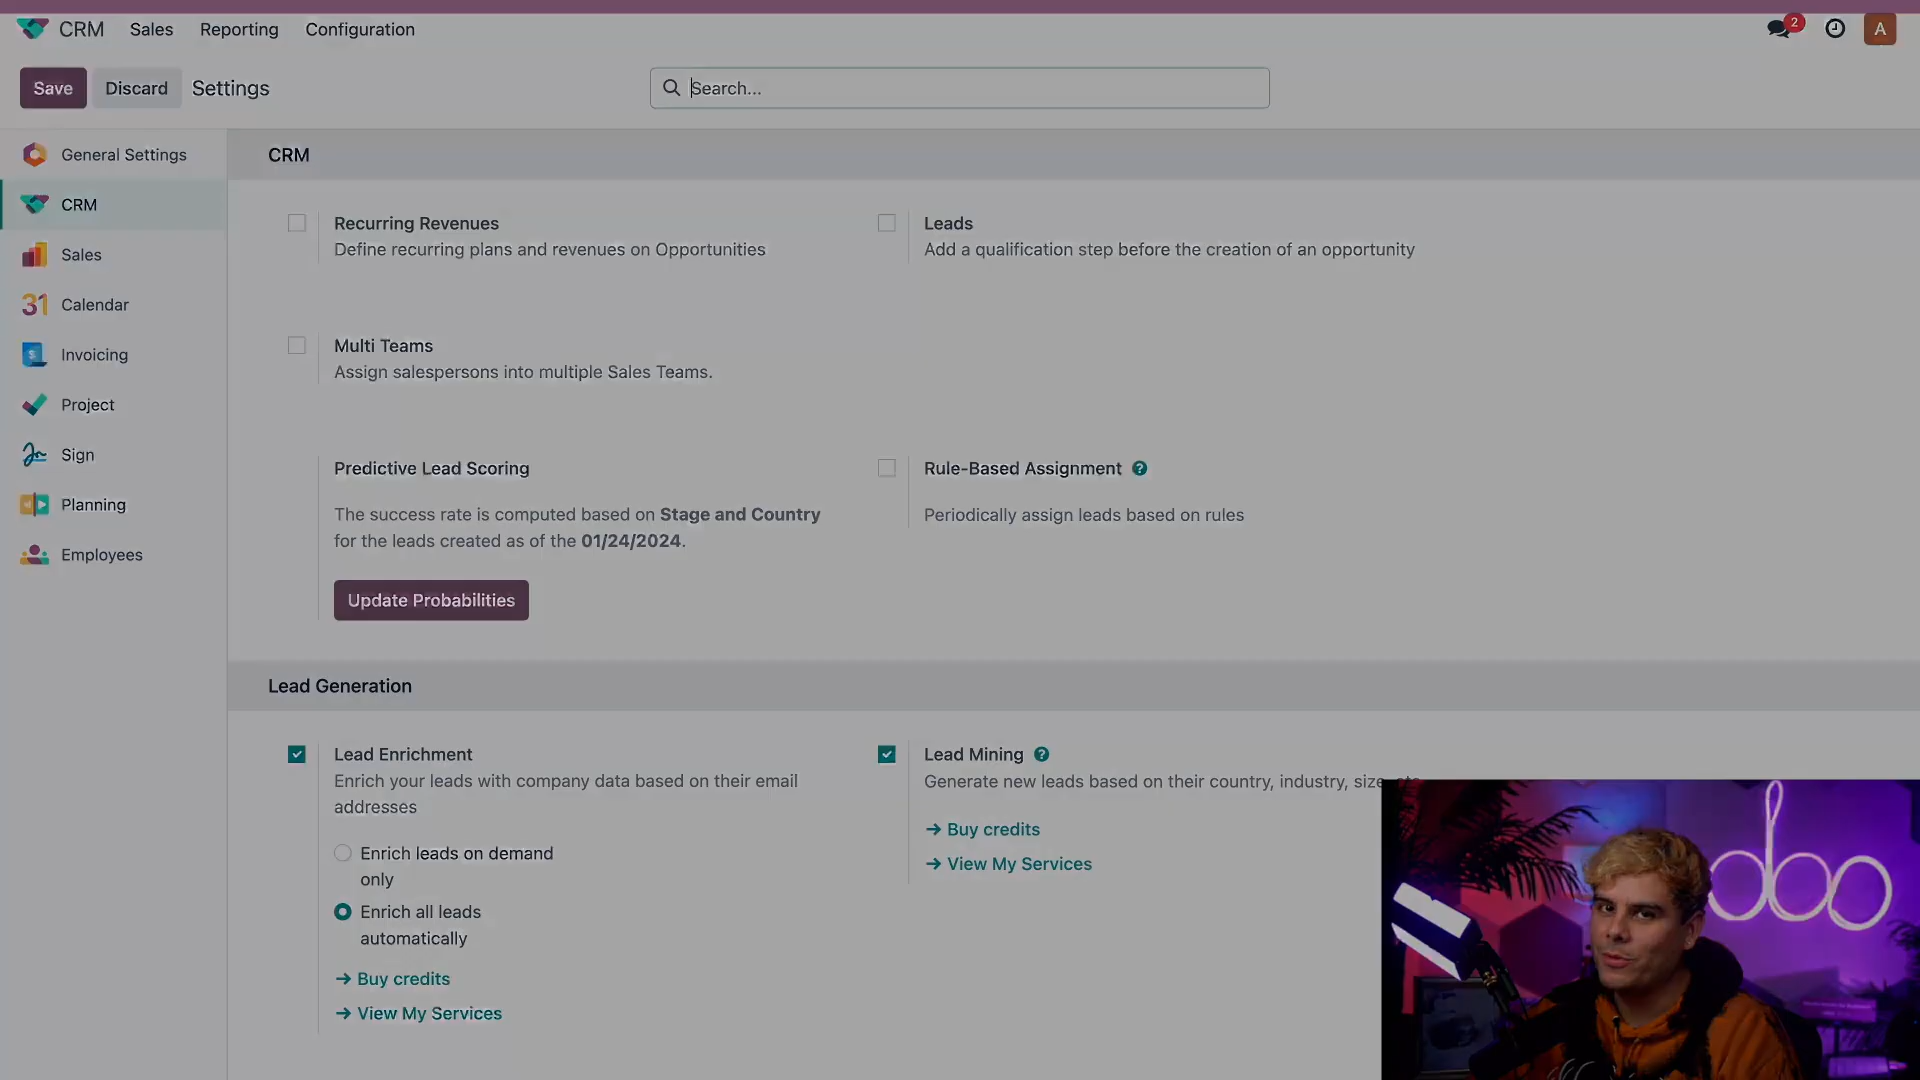 CRM Sales Reporting Configuration 2 A
Save Discard Settings Search...
General Settings
CRM
Sales
31 Calendar
$ Invoicing
Project
Sign
Planning
Employees
CRM
Recurring Revenues
Define recurring plans and revenues on Opportunities
Leads
Add a qualification step before the creation of an opportunity
Multi Teams
Assign salespersons into multiple Sales Teams.
Predictive Lead Scoring
The success rate is computed based on Stage and Country
for the leads created as of the 01/24/2024.
Update Probabilities
Rule-Based Assignment ?
Periodically assign leads based on rules
Lead Generation
Lead Enrichment
Enrich your leads with company data based on their email
addresses
Enrich leads on demand
only
Enrich all leads
automatically
→ Buy credits
→ View My Services
Lead Mining ?
Generate new leads based on their country, industry, size, etc.
→ Buy credits
→ View My Services